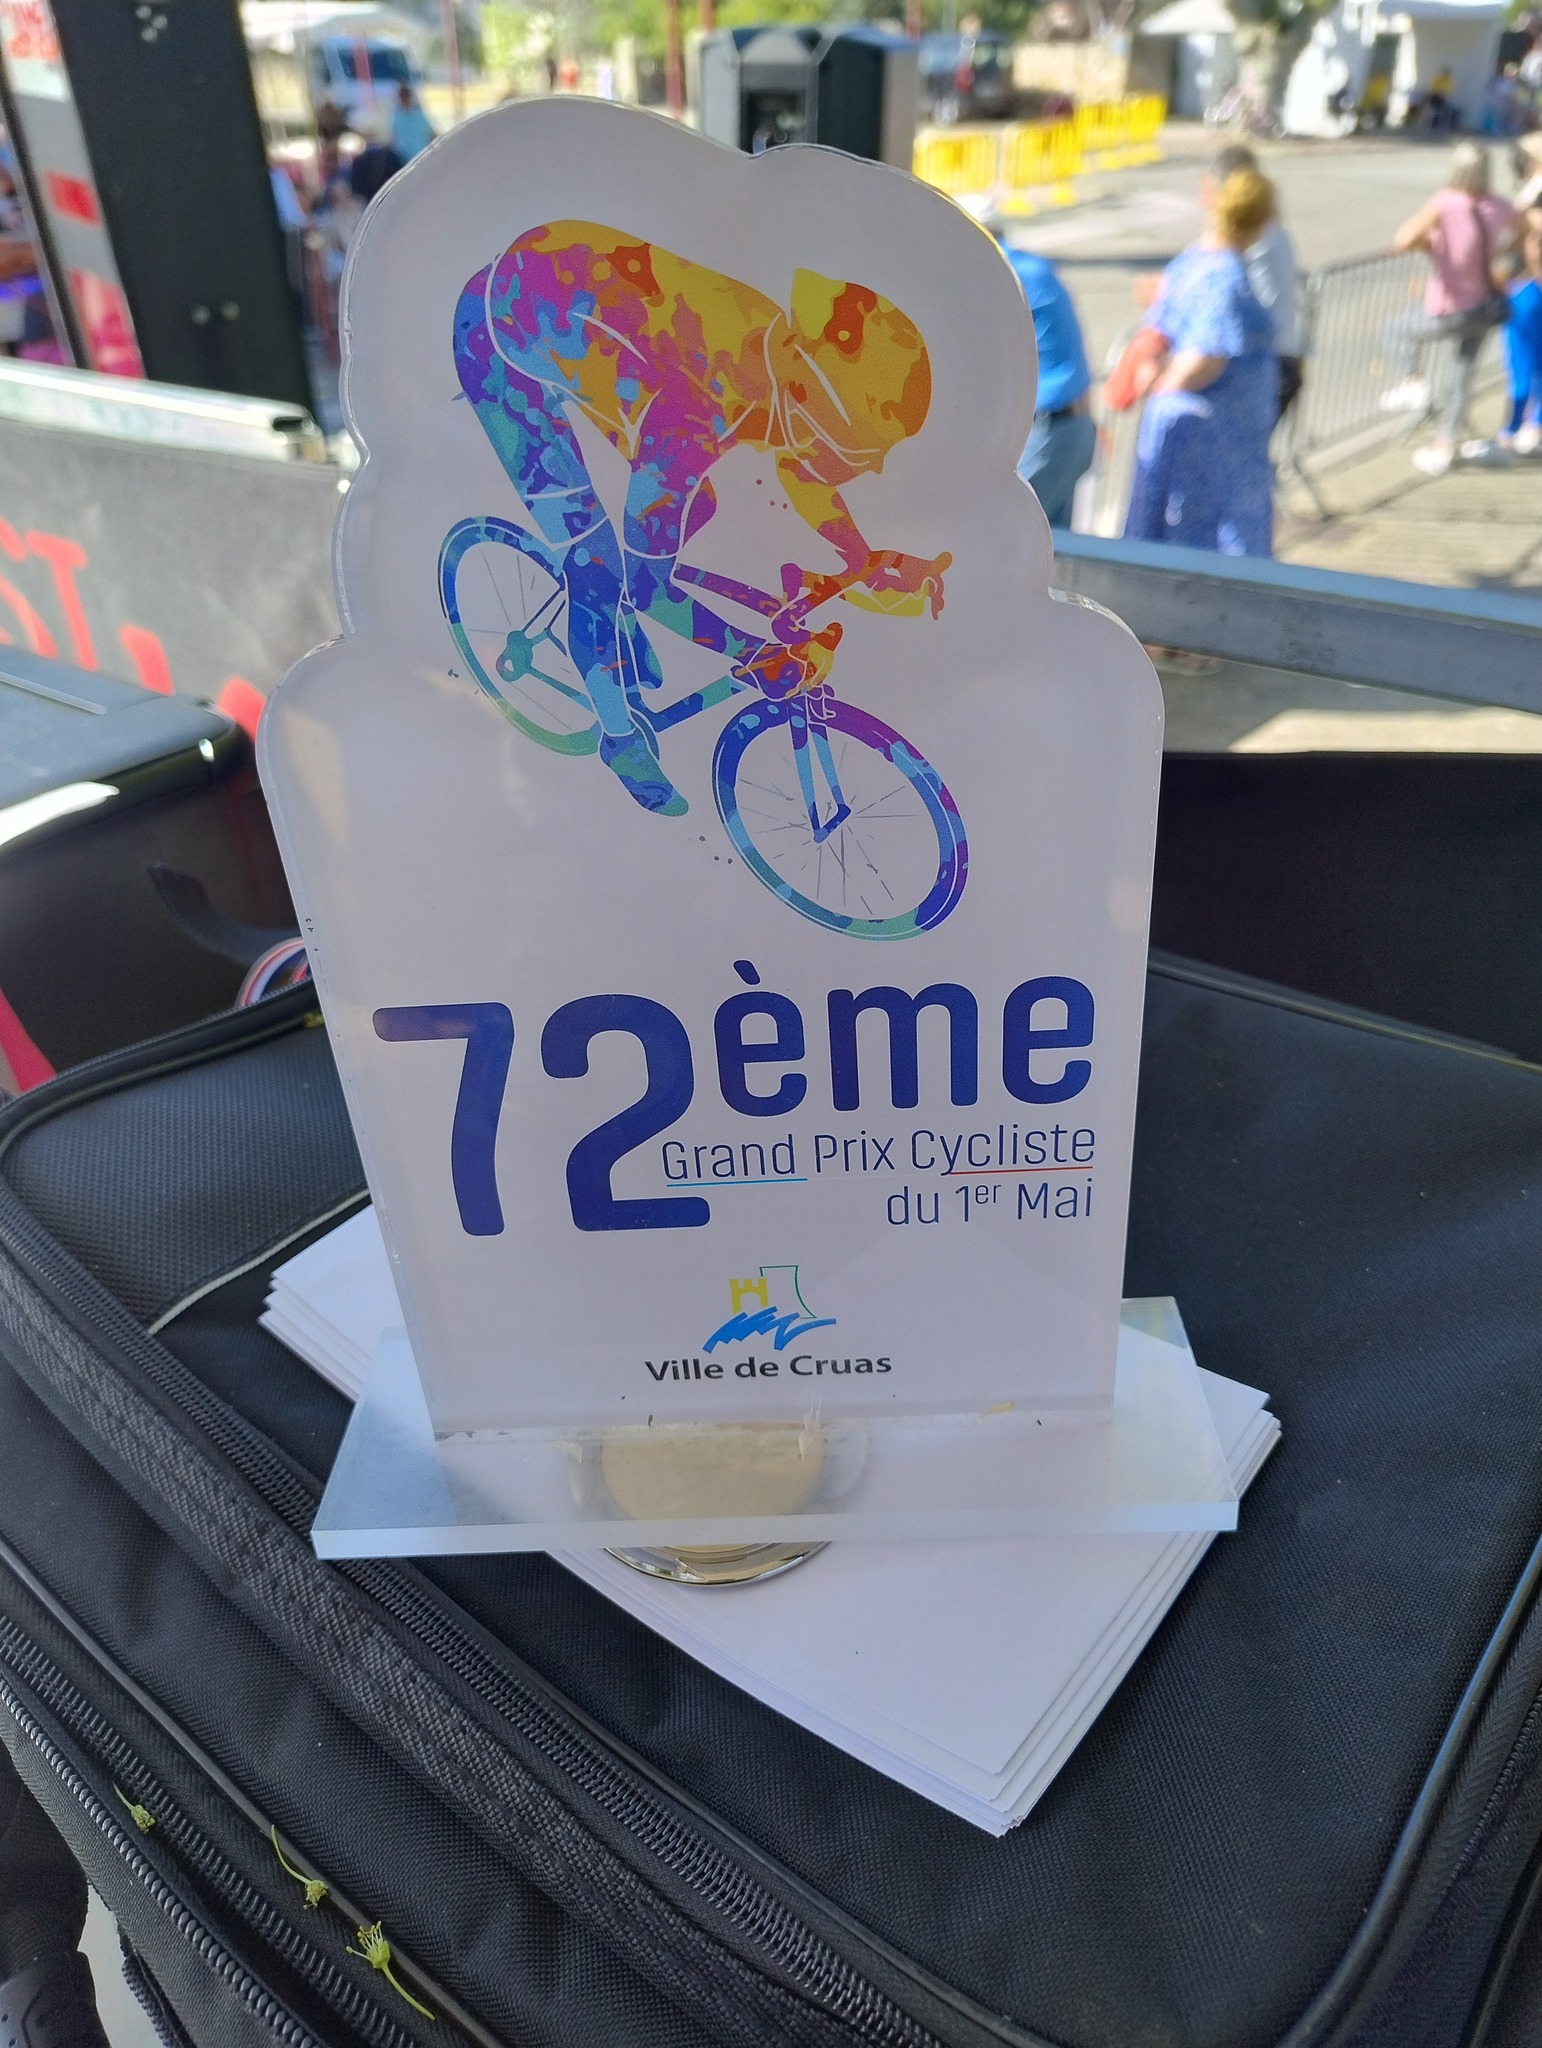 72ème
Grand Prix Cycliste
du 1er Mai
Ville de Cruas